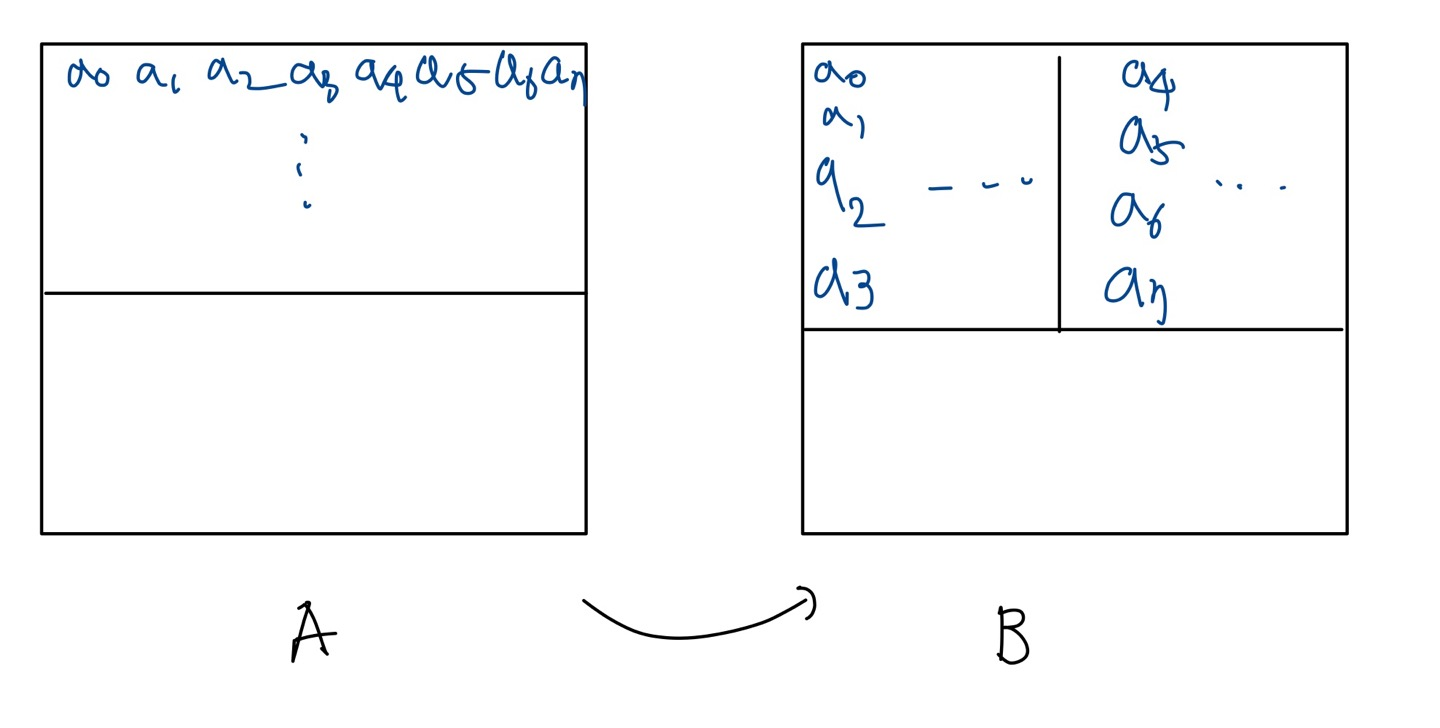 a0 a1 a2 a3 a4 a5 a6 a7
⋮
a0 a4
a1 a5
a2 --- a6 ...
a3 a7
A B